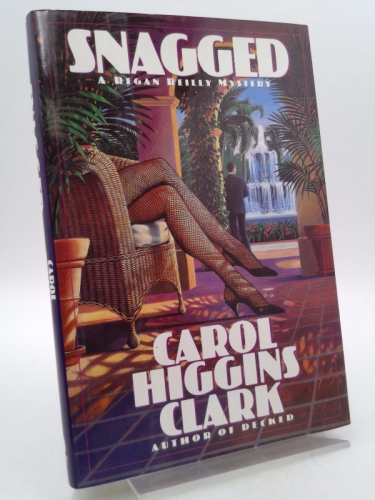 SNAGGED
A REGAN REILLY MYSTERY
CAROL
HIGGINS
CLARK
AUTHOR OF DECKED
CAROL